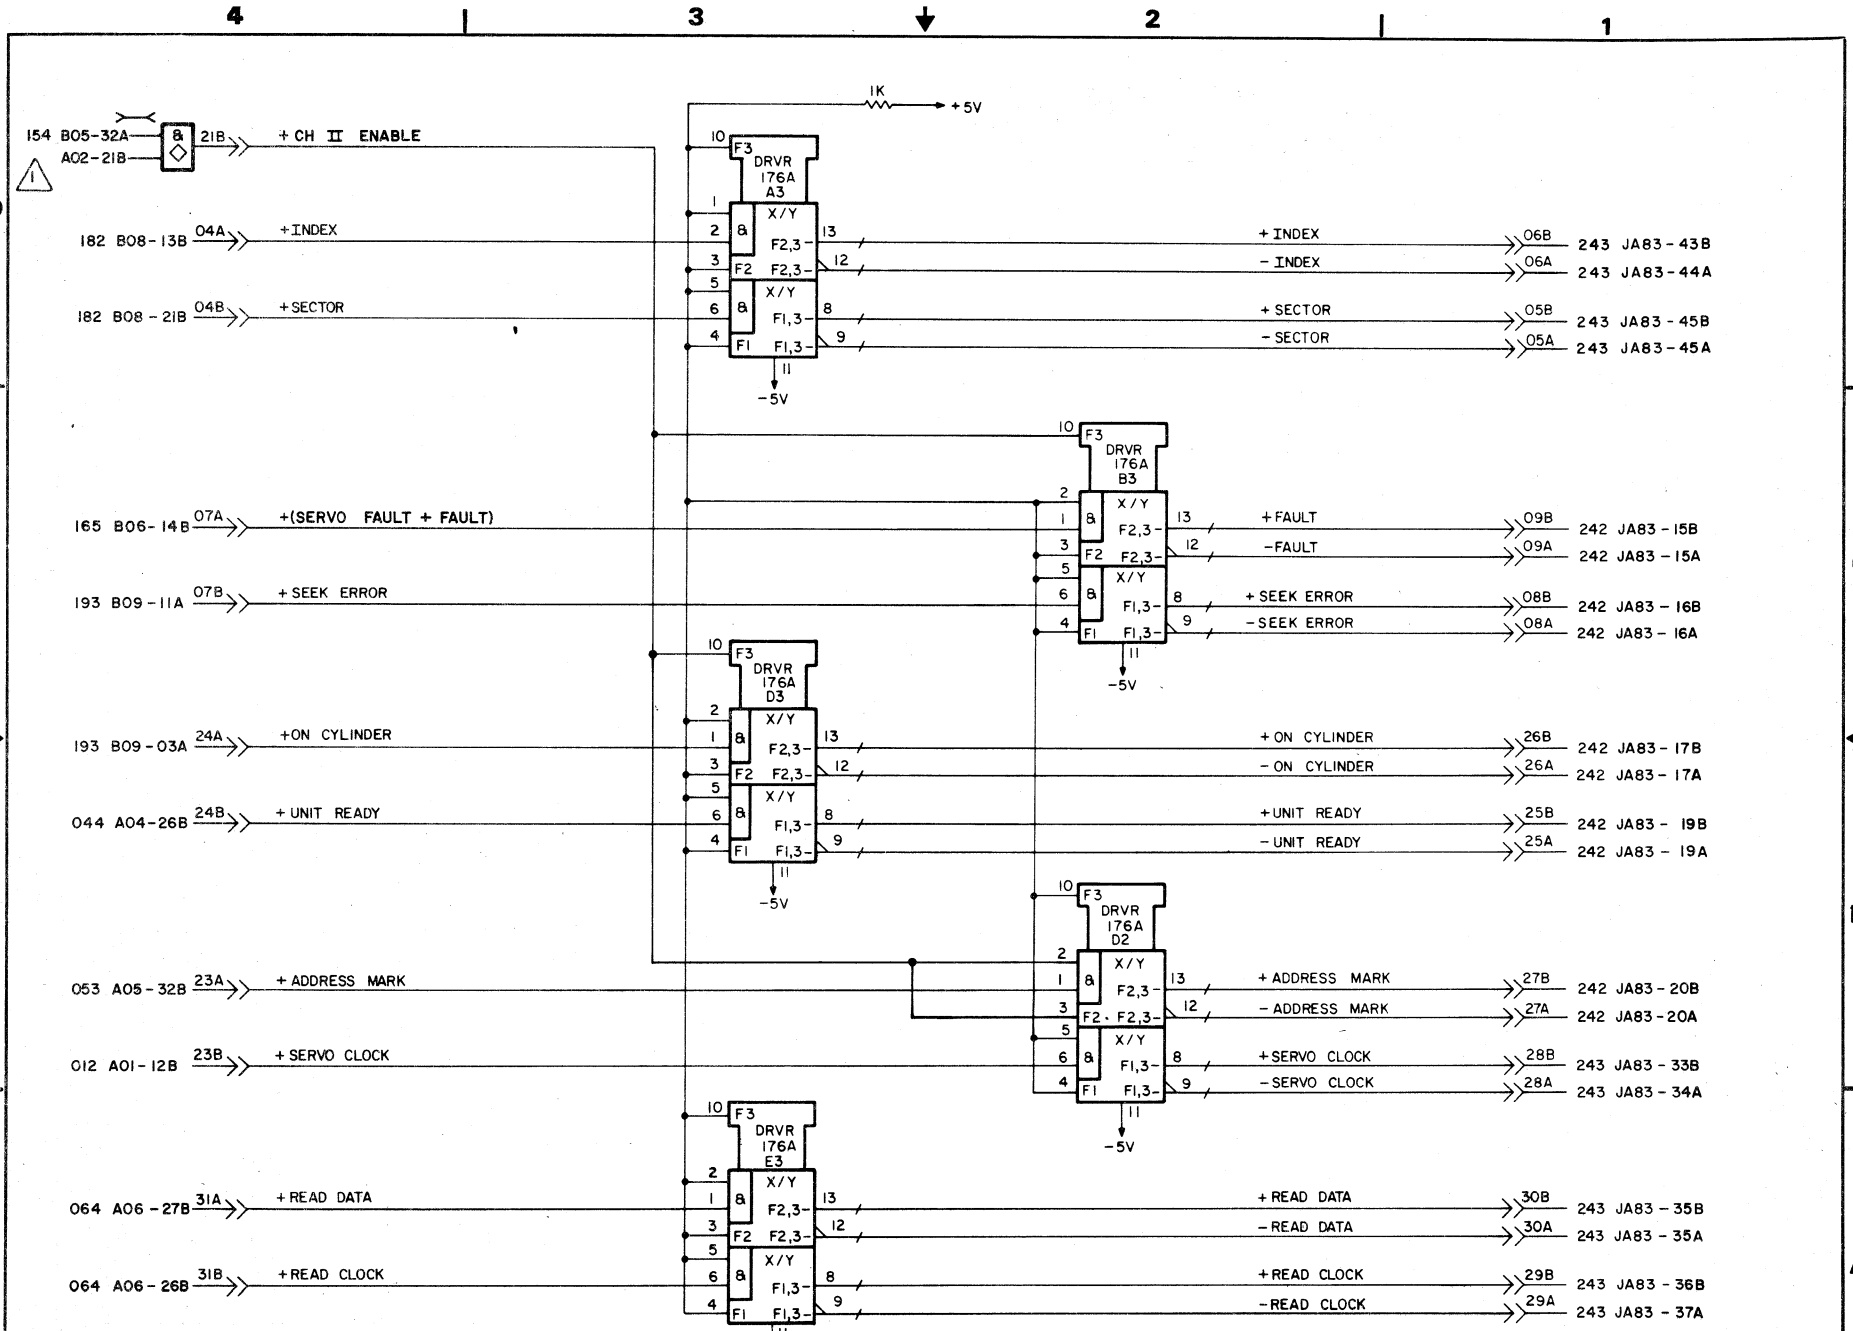 4 3 2 1
1K
+5V
154 B05-32A & 21B + CH II ENABLE
A02-21B
1
10 F3
DRVR
176A
A3
1 X/Y
182 B08-13B 04A +INDEX 2 & F2,3 13 + INDEX 06B 243 JA83-43B
3 F2 F2,3 12 - INDEX 06A 243 JA83-44A
5 X/Y
182 B08-21B 04B +SECTOR 6 & F1,3 8 + SECTOR 05B 243 JA83-45B
4 F1 F1,3 9 - SECTOR 05A 243 JA83-45A
11
-5V
10 F3
DRVR
176A
B3
2 X/Y
165 B06-14B 07A +(SERVO FAULT + FAULT) 1 & F2,3 13 +FAULT 09B 242 JA83-15B
3 F2 F2,3 12 -FAULT 09A 242 JA83-15A
5 X/Y
193 B09-11A 07B + SEEK ERROR 6 & F1,3 8 + SEEK ERROR 08B 242 JA83-16B
4 F1 F1,3 9 -SEEK ERROR 08A 242 JA83-16A
11
-5V
10 F3
DRVR
176A
D3
2 X/Y
193 B09-03A 24A +ON CYLINDER 1 & F2,3 13 + ON CYLINDER 26B 242 JA83-17B
3 F2 F2,3 12 - ON CYLINDER 26A 242 JA83-17A
5 X/Y
044 A04-26B 24B + UNIT READY 6 & F1,3 8 +UNIT READY 25B 242 JA83-19B
4 F1 F1,3 9 - UNIT READY 25A 242 JA83-19A
11
-5V
10 F3
DRVR
176A
D2
2 X/Y
053 A05-32B 23A + ADDRESS MARK 1 & F2,3 13 + ADDRESS MARK 27B 242 JA83-20B
3 F2 F2,3 12 - ADDRESS MARK 27A 242 JA83-20A
5 X/Y
012 A01-12B 23B + SERVO CLOCK 6 & F1,3 8 +SERVO CLOCK 28B 243 JA83-33B
4 F1 F1,3 9 -SERVO CLOCK 28A 243 JA83-34A
11
-5V
10 F3
DRVR
176A
E3
2 X/Y
064 A06-27B 31A + READ DATA 1 & F2,3 13 + READ DATA 30B 243 JA83-35B
3 F2 F2,3 12 -READ DATA 30A 243 JA83-35A
5 X/Y
064 A06-26B 31B +READ CLOCK 6 & F1,3 8 +READ CLOCK 29B 243 JA83-36B
4 F1 F1,3 9 -READ CLOCK 29A 243 JA83-37A